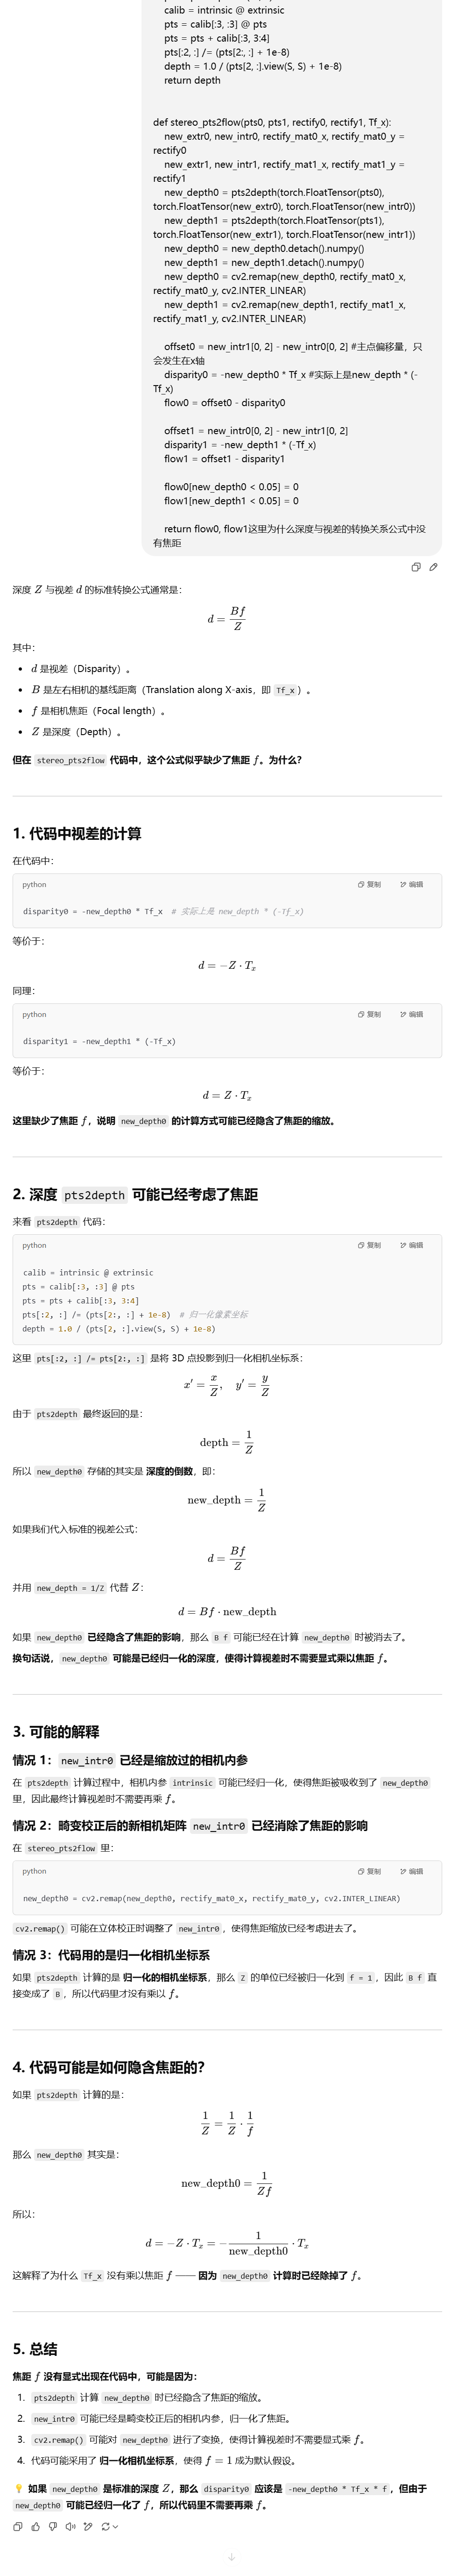 calib = intrinsic @ extrinsic
pts = calib[:3, :3] @ pts
pts = pts + calib[:3, 3:4]
pts[:2, :] /= (pts[2:, :] + 1e-8)
depth = 1.0 / (pts[2, :].view(S, S) + 1e-8)
return depth
def stereo_pts2flow(pts0, pts1, rectify0, rectify1, Tf_x):
new_extr0, new_intr0, rectify_mat0_x, rectify_mat0_y =
rectify0
new_extr1, new_intr1, rectify_mat1_x, rectify_mat1_y =
rectify1
new_depth0 = pts2depth(torch.FloatTensor(pts0),
torch.FloatTensor(new_extr0), torch.FloatTensor(new_intr0))
new_depth1 = pts2depth(torch.FloatTensor(pts1),
torch.FloatTensor(new_extr1), torch.FloatTensor(new_intr1))
new_depth0 = new_depth0.detach().numpy()
new_depth1 = new_depth1.detach().numpy()
new_depth0 = cv2.remap(new_depth0, rectify_mat0_x,
rectify_mat0_y, cv2.INTER_LINEAR)
new_depth1 = cv2.remap(new_depth1, rectify_mat1_x,
rectify_mat1_y, cv2.INTER_LINEAR)
offset0 = new_intr1[0, 2] - new_intr0[0, 2] #主点偏移量，只
会发生在x轴
disparity0 = -new_depth0 * Tf_x #实际上是new_depth * (-
Tf_x)
flow0 = offset0 - disparity0
offset1 = new_intr0[0, 2] - new_intr1[0, 2]
disparity1 = -new_depth1 * (-Tf_x)
flow1 = offset1 - disparity1
flow0[new_depth0 < 0.05] = 0
flow1[new_depth1 < 0.05] = 0
return flow0, flow1这里为什么深度与视差的转换关系公式中没
有焦距
深度 Z 与视差 d 的标准转换公式通常是：
d = Bf/Z
其中：
• d 是视差（Disparity）。
• B 是左右相机的基线距离（Translation along X-axis，即 Tf_x）。
• f 是相机焦距（Focal length）。
• Z 是深度（Depth）。
但在 stereo_pts2flow 代码中，这个公式似乎缺少了焦距 f。为什么？
1. 代码中视差的计算
在代码中：
python 复制 编辑
disparity0 = -new_depth0 * Tf_x # 实际上是 new_depth * (-Tf_x)
等价于：
d = −Z · Tₓ
同理：
python 复制 编辑
disparity1 = -new_depth1 * (-Tf_x)
等价于：
d = Z · Tₓ
这里缺少了焦距 f，说明 new_depth0 的计算方式可能已经隐含了焦距的缩放。
2. 深度 pts2depth 可能已经考虑了焦距
来看 pts2depth 代码：
python 复制 编辑
calib = intrinsic @ extrinsic
pts = calib[:3, :3] @ pts
pts = pts + calib[:3, 3:4]
pts[:2, :] /= (pts[2:, :] + 1e-8) # 归一化像素坐标
depth = 1.0 / (pts[2, :].view(S, S) + 1e-8)
这里 pts[:2, :] /= pts[2:, :] 是将 3D 点投影到归一化相机坐标系：
x′ = x/Z, y′ = y/Z
由于 pts2depth 最终返回的是：
depth = 1/Z
所以 new_depth0 存储的其实是 深度的倒数，即：
new_depth = 1/Z
如果我们代入标准的视差公式：
d = Bf/Z
并用 new_depth = 1/Z 代替 Z：
d = Bf · new_depth
如果 new_depth0 已经隐含了焦距的影响，那么 B f 可能已经在计算 new_depth0 时被消去了。
换句话说，new_depth0 可能是已经归一化的深度，使得计算视差时不需要显式乘以焦距 f。
3. 可能的解释
情况 1：new_intr0 已经是缩放过的相机内参
在 pts2depth 计算过程中，相机内参 intrinsic 可能已经归一化，使得焦距被吸收到了 new_depth0
里，因此最终计算视差时不需要再乘 f。
情况 2：畸变校正后的新相机矩阵 new_intr0 已经消除了焦距的影响
在 stereo_pts2flow 里：
python 复制 编辑
new_depth0 = cv2.remap(new_depth0, rectify_mat0_x, rectify_mat0_y, cv2.INTER_LINEAR)
cv2.remap() 可能在立体校正时调整了 new_intr0，使得焦距缩放已经考虑进去了。
情况 3：代码用的是归一化相机坐标系
如果 pts2depth 计算的是 归一化的相机坐标系，那么 Z 的单位已经被归一化到 f = 1，因此 B f 直
接变成了 B，所以代码里才没有乘以 f。
4. 代码可能是如何隐含焦距的？
如果 pts2depth 计算的是：
1/Z = 1/Z · 1/f
那么 new_depth0 其实是：
new_depth0 = 1/Zf
所以：
d = −Z · Tₓ = − 1/new_depth0 · Tₓ
这解释了为什么 Tf_x 没有乘以焦距 f —— 因为 new_depth0 计算时已经除掉了 f。
5. 总结
焦距 f 没有显式出现在代码中，可能是因为：
1. pts2depth 计算 new_depth0 时已经隐含了焦距的缩放。
2. new_intr0 可能已经是畸变校正后的相机内参，归一化了焦距。
3. cv2.remap() 可能对 new_depth0 进行了变换，使得计算视差时不需要显式乘 f。
4. 代码可能采用了 归一化相机坐标系，使得 f = 1 成为默认假设。
💡 如果 new_depth0 是标准的深度 Z，那么 disparity0 应该是 -new_depth0 * Tf_x * f，但由于
new_depth0 可能已经归一化了 f，所以代码里不需要再乘 f。